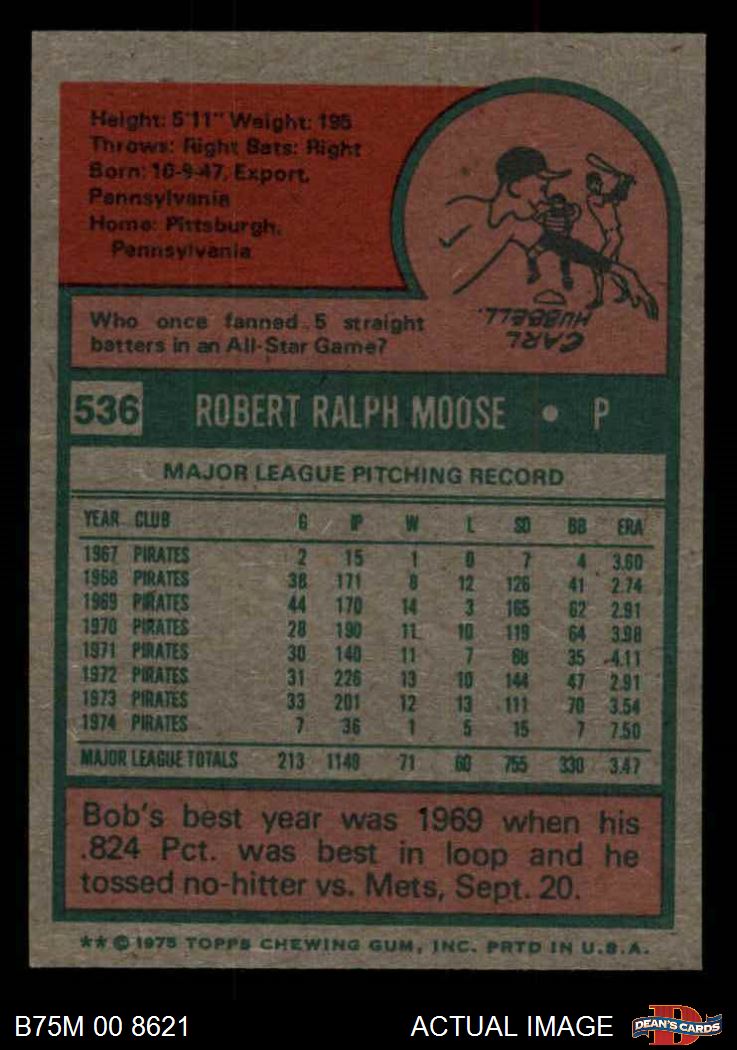 Height: 5'11" Weight: 195
Throws: Right Bats: Right
Born: 10-9-47, Export,
Pennsylvania
Home: Pittsburgh,
Pennsylvania
Who once fanned 5 straight
batters in an All-Star Game?
CARL
HUBBELL.
536 ROBERT RALPH MOOSE • P
MAJOR LEAGUE PITCHING RECORD
YEAR CLUB G IP W L SO BB ERA
1967 PIRATES 2 15 1 0 7 4 3.60
1968 PIRATES 38 171 8 12 126 41 2.74
1969 PIRATES 44 170 14 3 165 62 2.91
1970 PIRATES 28 190 11 10 119 64 3.98
1971 PIRATES 30 140 11 7 68 35 4.11
1972 PIRATES 31 226 13 10 144 47 2.91
1973 PIRATES 33 201 12 13 111 70 3.54
1974 PIRATES 7 36 1 5 15 7 7.50
MAJOR LEAGUE TOTALS 213 1149 71 60 755 330 3.47
Bob's best year was 1969 when his
.824 Pct. was best in loop and he
tossed no-hitter vs. Mets, Sept. 20.
** © 1975 TOPPS CHEWING GUM, INC. PRTD IN U.S.A.
B75M 00 8621 ACTUAL IMAGE
DEAN'S CARDS